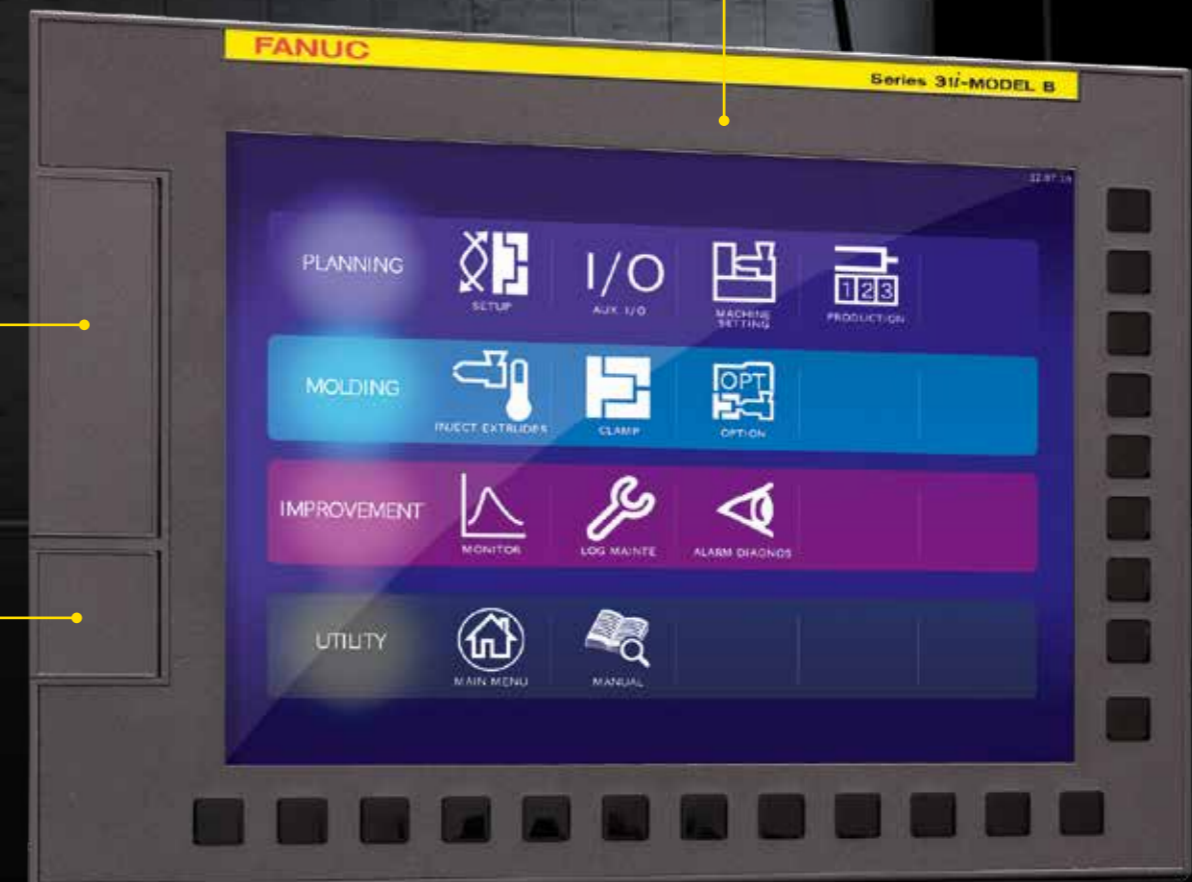 FANUC
Series 31i-MODEL B
PLANNING
SETUP
I/O
AUX I/O
MACHINE
SETTING
123
PRODUCTION
MOLDING
INJECT EXTRUDES
CLAMP
OPT
OPTION
IMPROVEMENT
MONITOR
LOG MAINTE
ALARM DIAGNOS
UTILITY
MAIN MENU
MANUAL